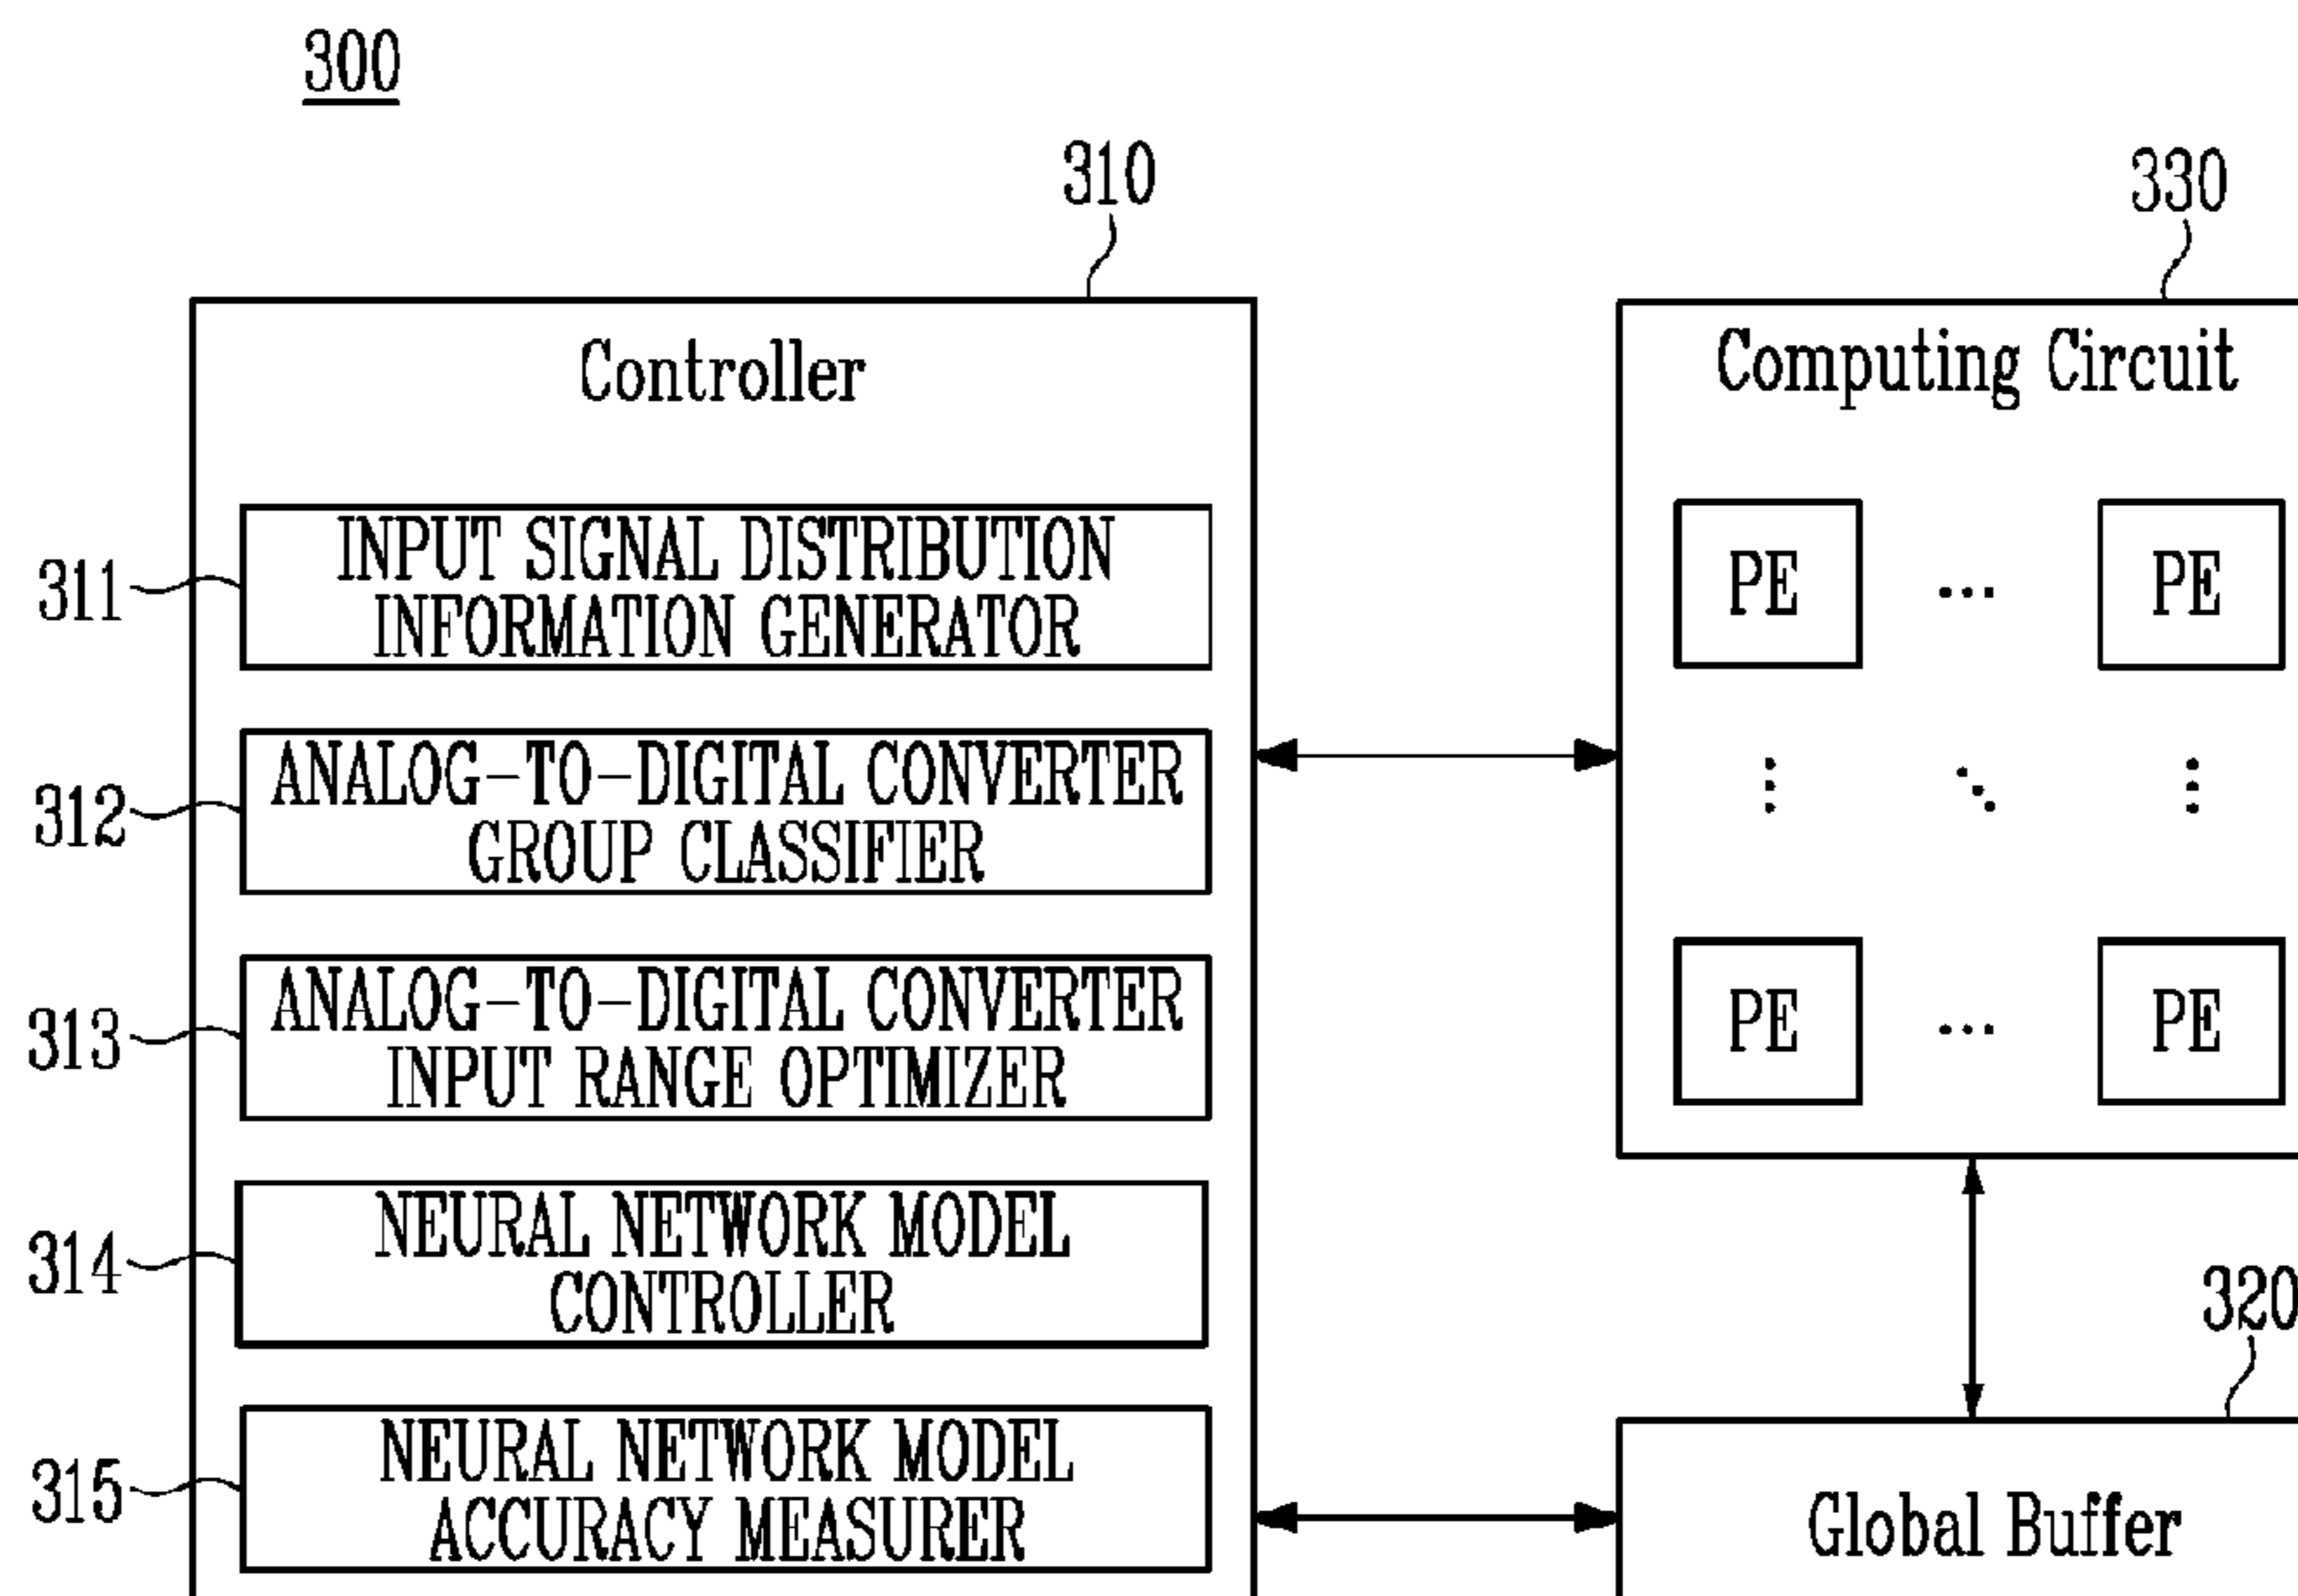 300
310
330
Controller
Computing Circuit
311
INPUT SIGNAL DISTRIBUTION
INFORMATION GENERATOR
PE ... PE
312
ANALOG-TO-DIGITAL CONVERTER
GROUP CLASSIFIER
313
ANALOG-TO-DIGITAL CONVERTER
INPUT RANGE OPTIMIZER
PE ... PE
314
NEURAL NETWORK MODEL
CONTROLLER
320
315
NEURAL NETWORK MODEL
ACCURACY MEASURER
Global Buffer